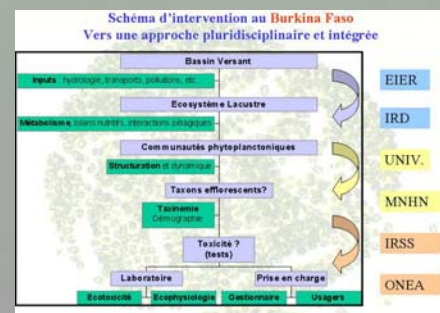 Schéma d'intervention au Burkina Faso
Vers une approche pluridisciplinaire et intégrée
Bassin Versant
Inputs hydrologie, transports, pollutions, etc.
Ecosystème Lacustre
Métabolisme, bilans nutritifs, interactions pélagiques
Communautés phytoplanctoniques
Structuration et dynamique
Taxons efflorescents?
Taxinomie
Démographie
Toxicité ?
(tests)
Laboratoire
Prise en charge
Ecotoxicité
Ecophysiologie
Gestionnaire
Usagers
EIER
IRD
UNIV.
MNHN
IRSS
ONEA